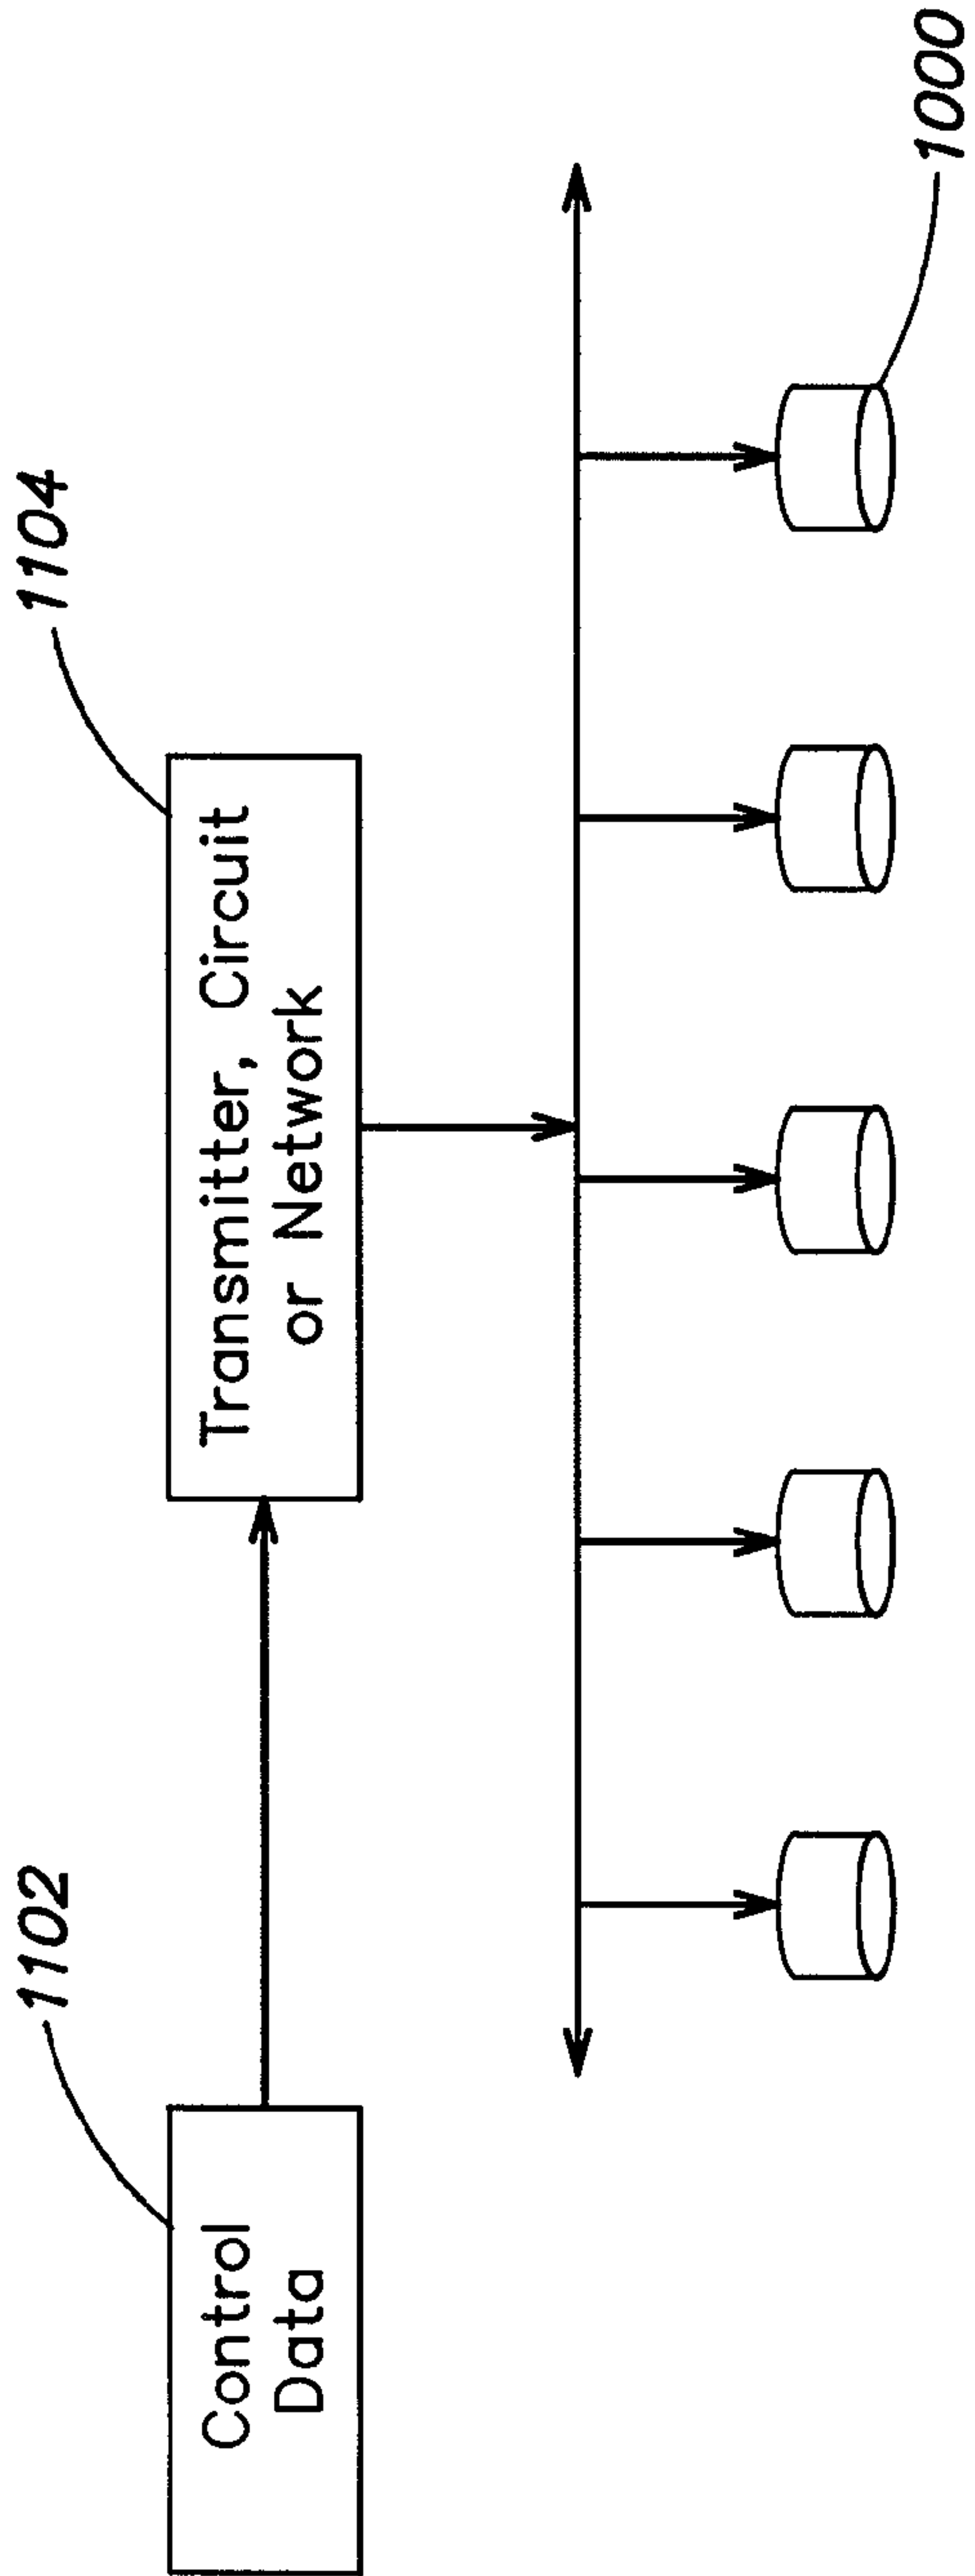 1102
Control
Data
1104
Transmitter, Circuit
or Network
1000